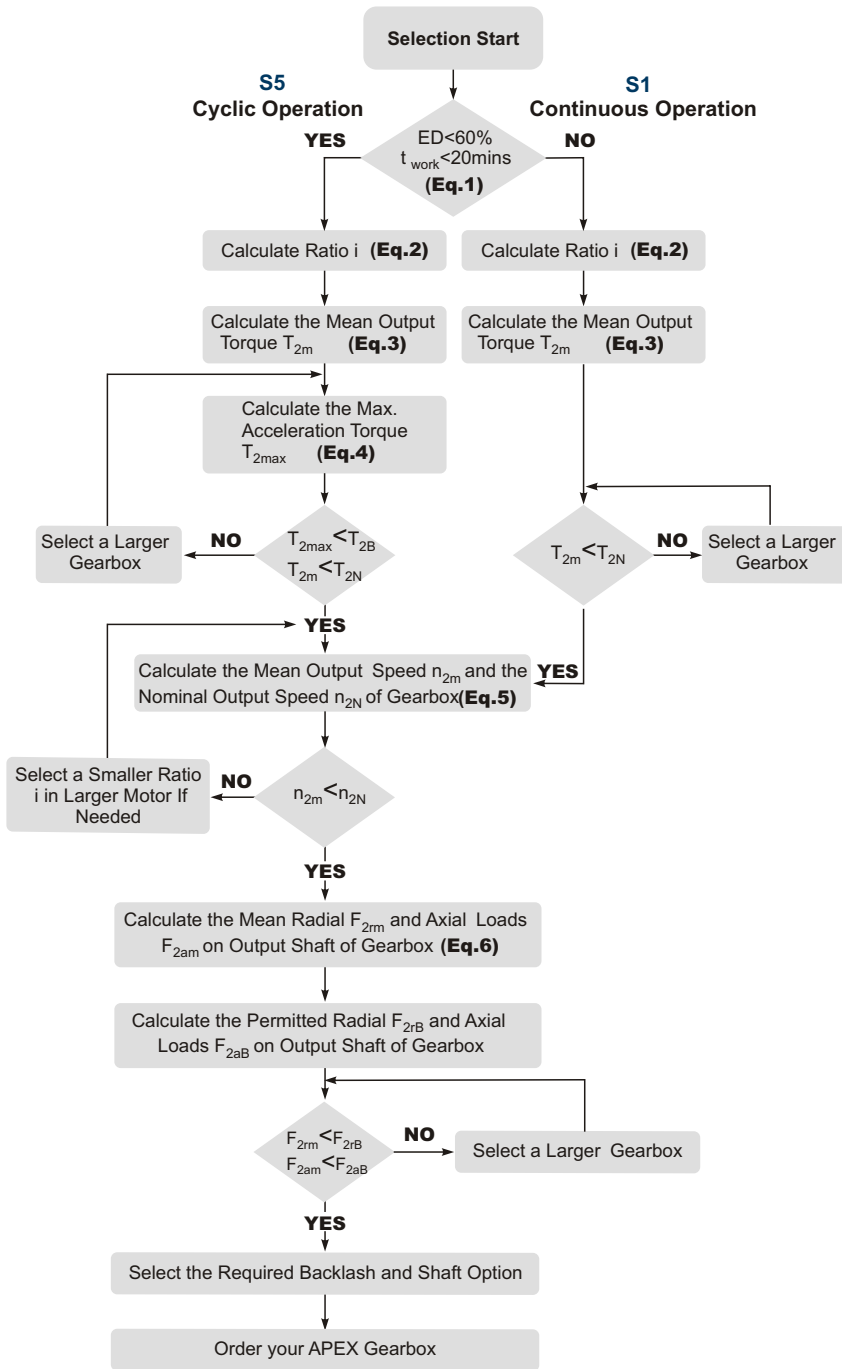 Selection Start
S5
Cyclic Operation
S1
Continuous Operation
YES
ED<60%
t work<20mins
(Eq.1)
NO
Calculate Ratio i (Eq.2)
Calculate Ratio i (Eq.2)
Calculate the Mean Output
Torque T2m (Eq.3)
Calculate the Mean Output
Torque T2m (Eq.3)
Calculate the Max.
Acceleration Torque
T2max (Eq.4)
Select a Larger
Gearbox
NO
T2max<T2B
T2m<T2N
T2m<T2N
NO
Select a Larger
Gearbox
YES
Calculate the Mean Output Speed n2m and the
Nominal Output Speed n2N of Gearbox(Eq.5)
YES
Select a Smaller Ratio
i in Larger Motor If
Needed
NO
n2m<n2N
YES
Calculate the Mean Radial F2rm and Axial Loads
F2am on Output Shaft of Gearbox (Eq.6)
Calculate the Permitted Radial F2rB and Axial
Loads F2aB on Output Shaft of Gearbox
F2rm<F2rB
F2am<F2aB
NO
Select a Larger Gearbox
YES
Select the Required Backlash and Shaft Option
Order your APEX Gearbox